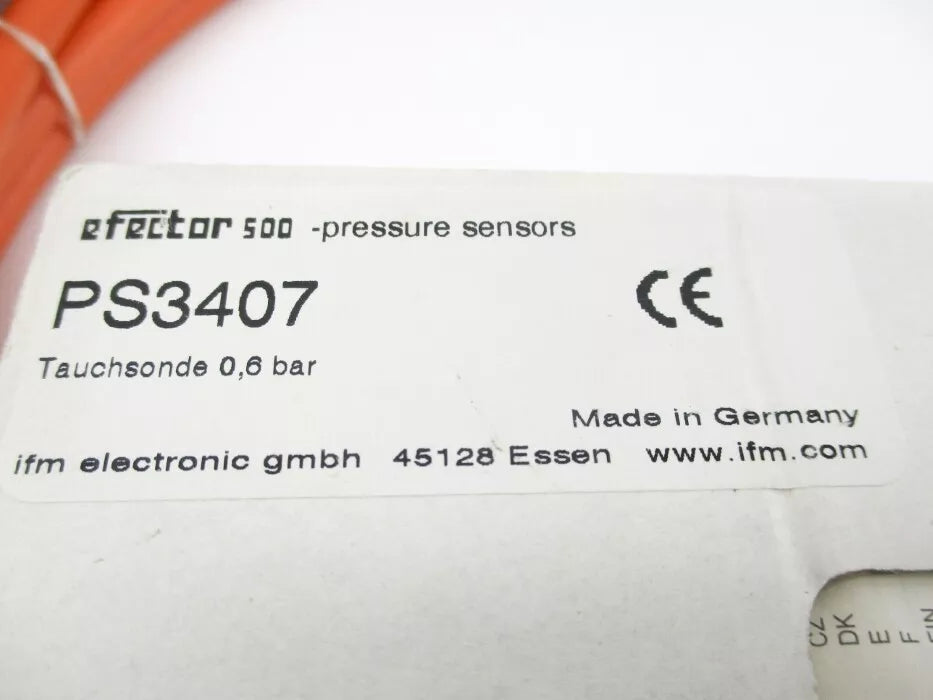 efector 500 -pressure sensors
PS3407
CE
Tauchsonde 0,6 bar
Made in Germany
ifm electronic gmbh 45128 Essen www.ifm.com
CZ
DK
E
F
FIN